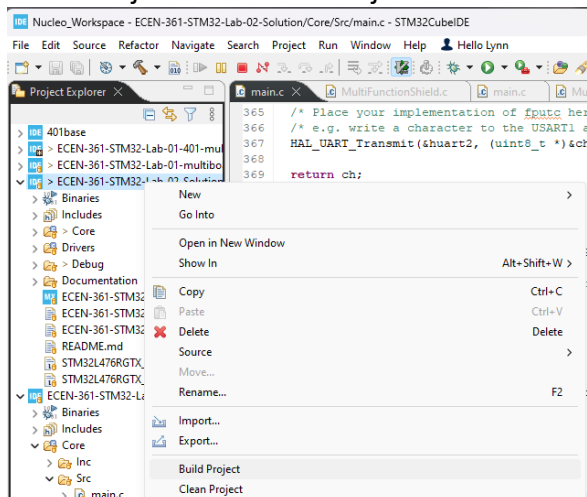 Nucleo_Workspace - ECEN-361-STM32-Lab-02-Solution/Core/Src/main.c - STM32CubeIDE
File Edit Source Refactor Navigate Search Project Run Window Help Hello Lynn
Project Explorer
main.c MultiFunctionShield.c main.c Mu
401base
> ECEN-361-STM32-Lab-01-401-mul
> ECEN-361-STM32-Lab-01-multibo
> ECEN-361-STM32-Lab-02-Solution
Binaries
Includes
> Core
Drivers
> Debug
Documentation
ECEN-361-STM32
ECEN-361-STM32
ECEN-361-STM32
README.md
STM32L476RGTX_
STM32L476RGTX_
ECEN-361-STM32-La
Binaries
Includes
Core
Inc
Src
main.c
365 /* Place your implementation of fputc her
366 /* e.g. write a character to the USART1 a
367 HAL_UART_Transmit(&huart2, (uint8_t *)&ch
368
369 return ch;
New
Go Into
Open in New Window
Show In Alt+Shift+W >
Copy Ctrl+C
Paste Ctrl+V
Delete Delete
Source
Move...
Rename... F2
Import...
Export...
Build Project
Clean Project